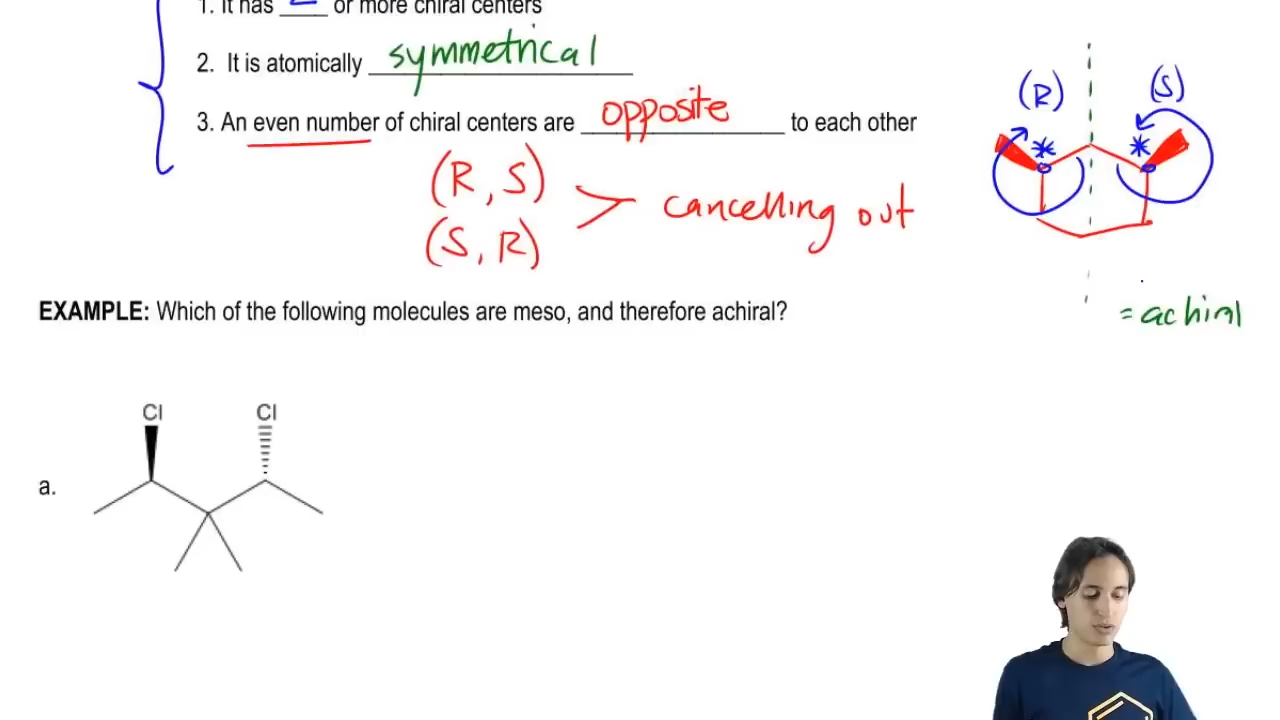 1. It has 2 or more chiral centers
2. It is atomically symmetrical
3. An even number of chiral centers are opposite to each other
(R) (S)
* *
(R, S)
(S, R) > cancelling out
= achiral
EXAMPLE: Which of the following molecules are meso, and therefore achiral?
Cl Cl
a.